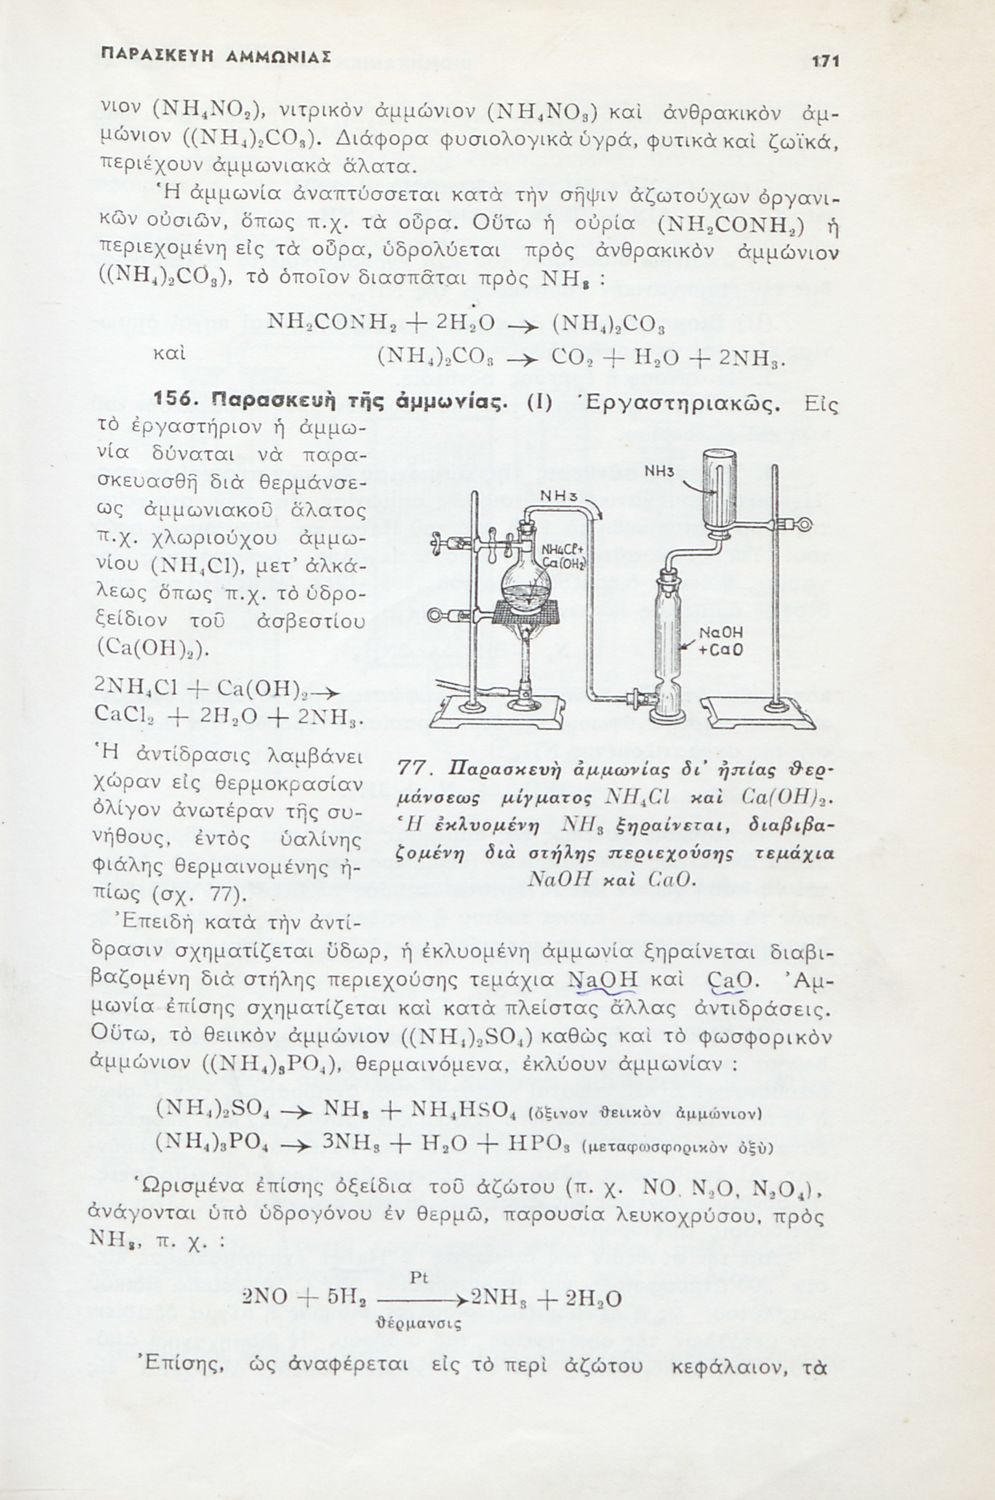 ΠΑΡΑΣΚΕΥΗ ΑΜΜΩΝΙΑΣ 171
νιον (NH₄NO₂), νιτρικὸν ἀμμώνιον (NH₄NO₃) καὶ ἀνθρακικὸν ἀμ-
μώνιον ((NH₄)₂CO₃). Διάφορα φυσιολογικὰ ὑγρά, φυτικὰ καὶ ζωϊκά,
περιέχουν ἀμμωνιακὰ ἅλατα.
Ἡ ἀμμωνία ἀναπτύσσεται κατὰ τὴν σῆψιν ἀζωτούχων ὀργανι-
κῶν οὐσιῶν, ὅπως π.χ. τὰ οὖρα. Οὕτω ἡ οὐρία (NH₂CONH₂) ἡ
περιεχομένη εἰς τὰ οὖρα, ὑδρολύεται πρὸς ἀνθρακικὸν ἀμμώνιον
((NH₄)₂CO₃), τὸ ὁποῖον διασπᾶται πρὸς NH₃ :
NH₂CONH₂ + 2H₂O → (NH₄)₂CO₃
καὶ (NH₄)₂CO₃ → CO₂ + H₂O + 2NH₃.
156. Παρασκευὴ τῆς ἀμμωνίας. (I) Ἐργαστηριακῶς. Εἰς
τὸ ἐργαστήριον ἡ ἀμμω-
νία δύναται νὰ παρα-
σκευασθῇ διὰ θερμάνσε-
ως ἀμμωνιακοῦ ἅλατος
π.χ. χλωριούχου ἀμμω-
νίου (NH₄Cl), μετ' ἀλκά-
λεως ὅπως π.χ. τὸ ὑδρο-
ξείδιον τοῦ ἀσβεστίου
(Ca(OH)₂).
2NH₄Cl + Ca(OH)₂→
CaCl₂ + 2H₂O + 2NH₃.
Ἡ ἀντίδρασις λαμβάνει
χώραν εἰς θερμοκρασίαν
ὀλίγον ἀνωτέραν τῆς συ-
νήθους, ἐντὸς ὑαλίνης
φιάλης θερμαινομένης ἠ-
πίως (σχ. 77).
NH₃
NH₃
NH₄Cl+
Ca(OH)₂
NaOH
+CaO
77. Παρασκευὴ ἀμμωνίας δι' ἠπίας θερ-
μάνσεως μίγματος NH₄Cl καὶ Ca(OH)₂.
Ἡ ἐκλυομένη NH₃ ξηραίνεται, διαβιβα-
ζομένη διὰ στήλης περιεχούσης τεμάχια
NaOH καὶ CaO.
Ἐπειδὴ κατὰ τὴν ἀντί-
δρασιν σχηματίζεται ὕδωρ, ἡ ἐκλυομένη ἀμμωνία ξηραίνεται διαβι-
βαζομένη διὰ στήλης περιεχούσης τεμάχια NaOH καὶ CaO. Ἀμ-
μωνία ἐπίσης σχηματίζεται καὶ κατὰ πλείστας ἄλλας ἀντιδράσεις.
Οὕτω, τὸ θειικὸν ἀμμώνιον ((NH₄)₂SO₄) καθὼς καὶ τὸ φωσφορικὸν
ἀμμώνιον ((NH₄)₃PO₄), θερμαινόμενα, ἐκλύουν ἀμμωνίαν :
(NH₄)₂SO₄ → NH₃ + NH₄HSO₄ (ὄξινον θειικὸν ἀμμώνιον)
(NH₄)₃PO₄ → 3NH₃ + H₂O + HPO₃ (μεταφωσφορικὸν ὀξὺ)
Ὡρισμένα ἐπίσης ὀξείδια τοῦ ἀζώτου (π. χ. NO, N₂O, N₂O₄),
ἀνάγονται ὑπὸ ὑδρογόνου ἐν θερμῷ, παρουσία λευκοχρύσου, πρὸς
NH₃, π. χ. :
Pt
2NO + 5H₂ →2NH₃ + 2H₂O
θέρμανσις
Ἐπίσης, ὡς ἀναφέρεται εἰς τὸ περὶ ἀζώτου κεφάλαιον, τὰ